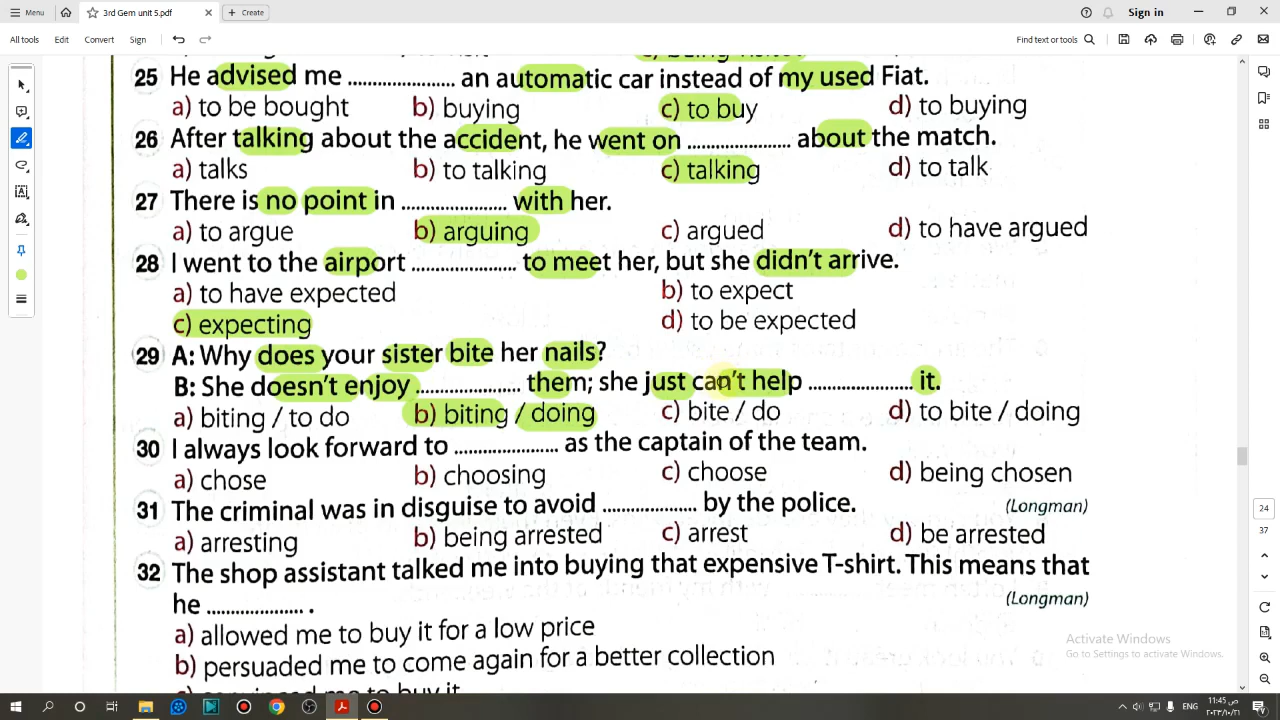 Menu
3rd Gem unit 5.pdf
Create
Sign in
All tools Edit Convert Sign
Find text or tools
25 He advised me .................... an automatic car instead of my used Fiat.
a) to be bought b) buying c) to buy d) to buying
26 After talking about the accident, he went on .................... about the match.
a) talks b) to talking c) talking d) to talk
27 There is no point in .................... with her.
a) to argue b) arguing c) argued d) to have argued
28 I went to the airport .................... to meet her, but she didn't arrive.
a) to have expected b) to expect
c) expecting d) to be expected
29 A: Why does your sister bite her nails?
B: She doesn't enjoy .................... them; she just can't help .................... it.
a) biting / to do b) biting / doing c) bite / do d) to bite / doing
30 I always look forward to .................... as the captain of the team.
a) chose b) choosing c) choose d) being chosen
31 The criminal was in disguise to avoid .................... by the police. (Longman)
a) arresting b) being arrested c) arrest d) be arrested
32 The shop assistant talked me into buying that expensive T-shirt. This means that
he .................... . (Longman)
a) allowed me to buy it for a low price
b) persuaded me to come again for a better collection
24
37
Activate Windows
Go to Settings to activate Windows.
ENG
11:45 ص